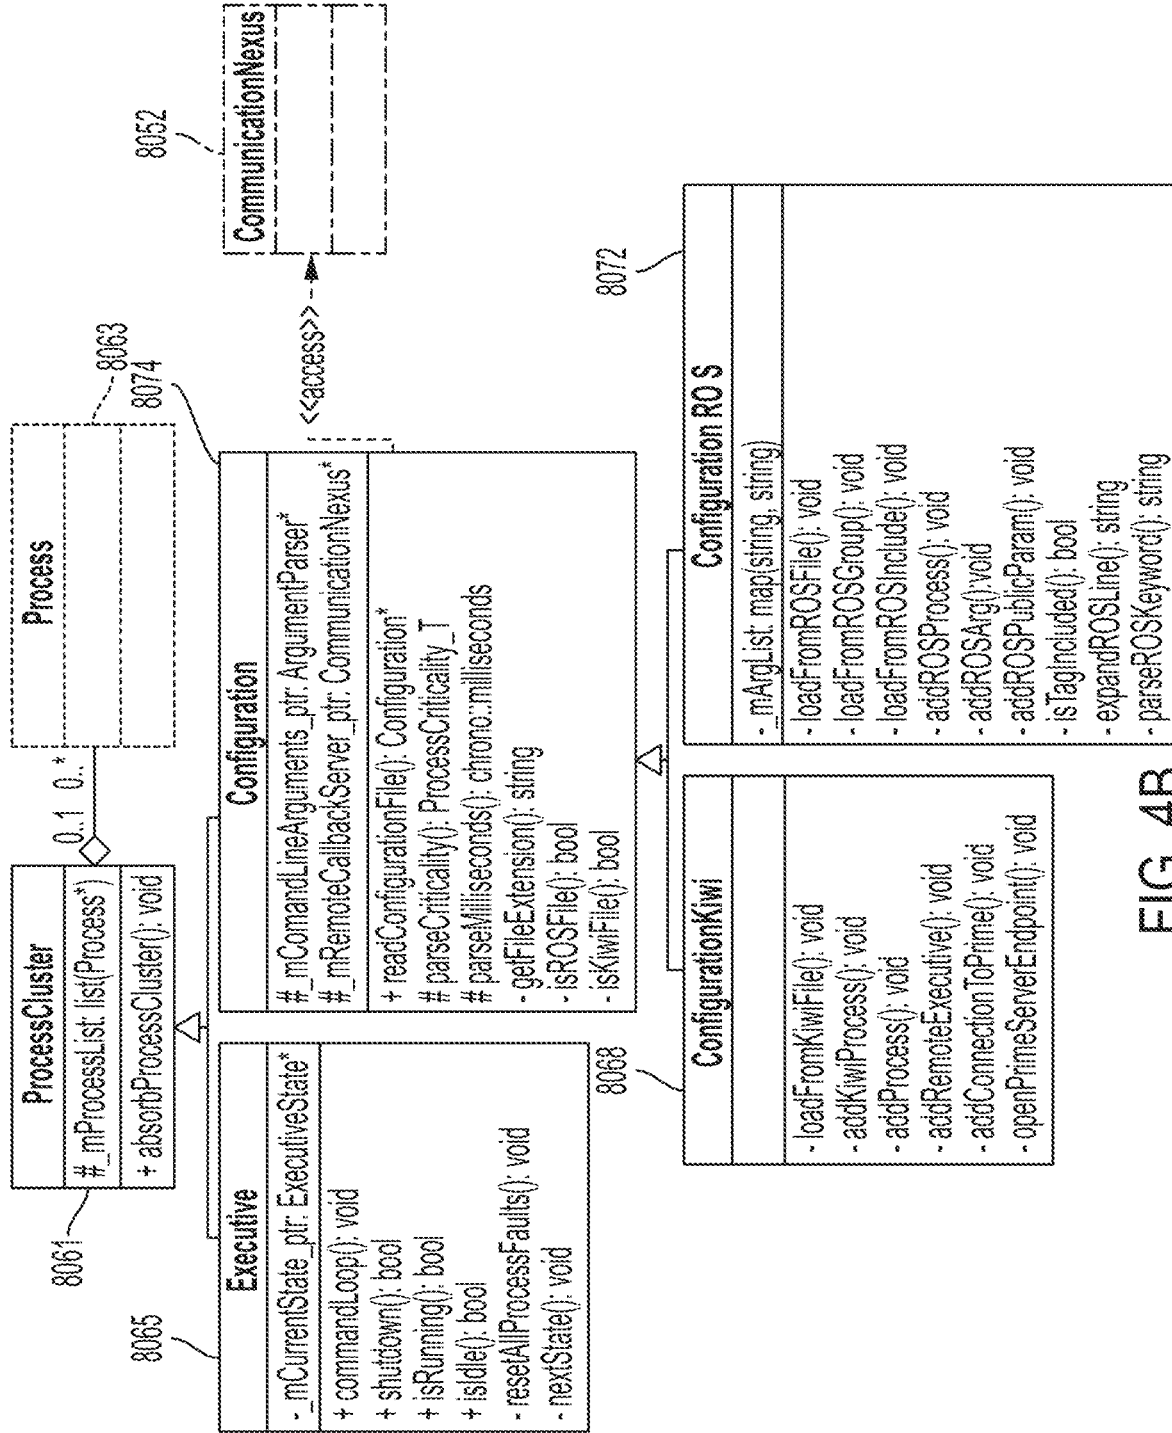 ProcessCluster
#_mProcessList: list(Process*)
+ absorbProcessCluster(): void
8061
0..1 0..*
Process
8063
Executive
- _mCurrentState_ptr: ExecutiveState*
+ commandLoop(): void
+ shutdown(): bool
+ isRunning(): bool
+ isIdle(): bool
- resetAllProcessFaults(): void
- nextState(): void
8065
Configuration
#_mComandLineArguments_ptr: ArgumentParser*
#_mRemoteCallbackServer_ptr: CommunicationNexus*
+ readConfigurationFile(): Configuration*
# parseCriticality(): ProcessCriticality_T
# parseMilliseconds(): chrono::milliseconds
- getFileExtension(): string
- isROSFile(): bool
- isKiwiFile(): bool
8074
<<access>>
CommunicationNexus
8052
ConfigurationKiwi
~ loadFromKiwiFile(): void
- addKiwiProcess(): void
- addProcess(): void
- addRemoteExecutive(): void
- addConnectionToPrime(): void
- openPrimeServerEndpoint(): void
8068
Configuration ROS
- _mArgList: map(string, string)
~ loadFromROSFile(): void
- loadFromROSGroup(): void
- loadFromROSInclude(): void
~ addROSProcess(): void
- addROSArg():void
- addROSPublicParam(): void
~ isTagIncluded(): bool
- expandROSLine(): string
- parseROSKeyword(): string
8072
FIG. 4B